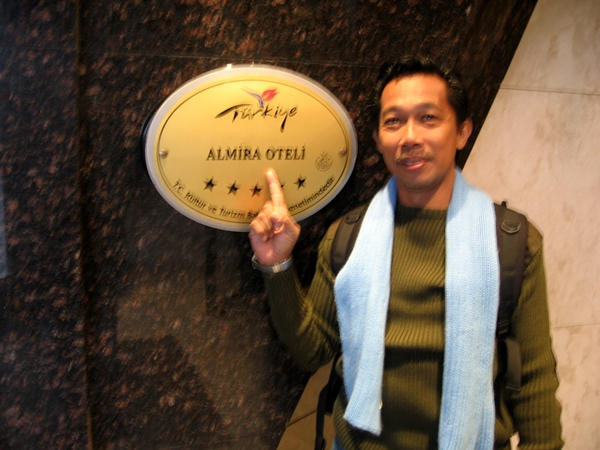 Türkiye
ALMİRA OTELİ
T.C. Kültür ve Turizm